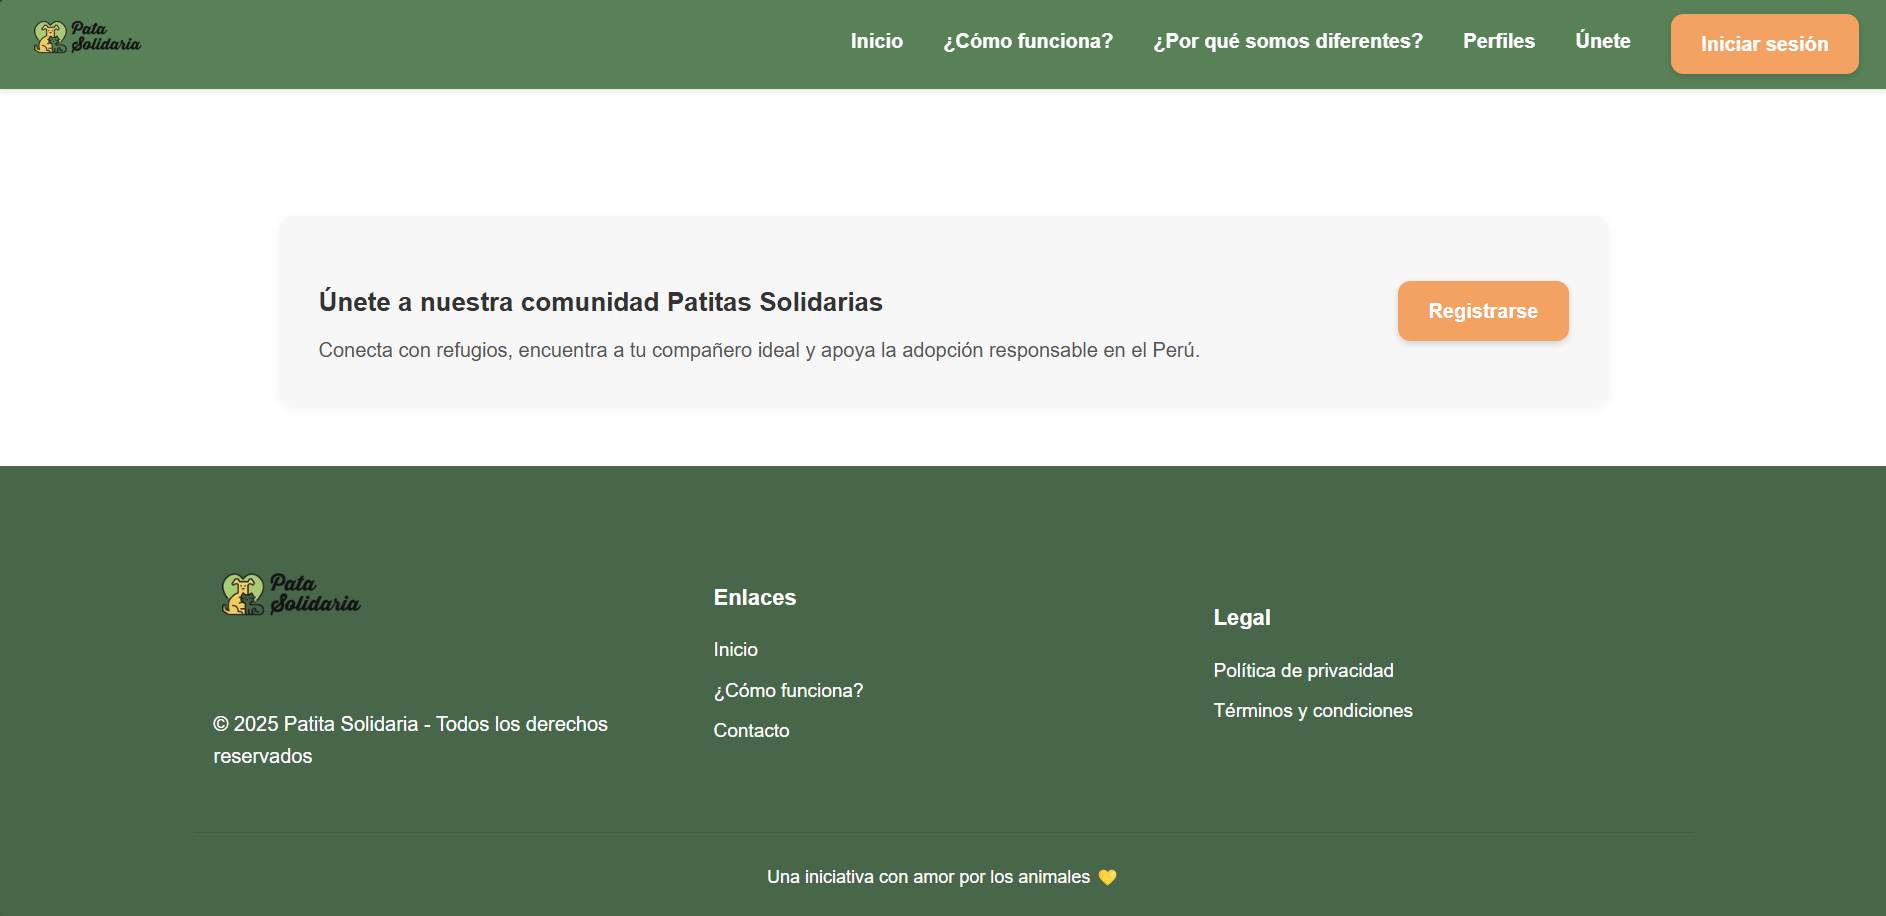 Pata
Solidaria
Inicio
¿Cómo funciona?
¿Por qué somos diferentes?
Perfiles
Únete
Iniciar sesión
Únete a nuestra comunidad Patitas Solidarias
Conecta con refugios, encuentra a tu compañero ideal y apoya la adopción responsable en el Perú.
Registrarse
Pata
Solidaria
© 2025 Patita Solidaria - Todos los derechos
reservados
Enlaces
Inicio
¿Cómo funciona?
Contacto
Legal
Política de privacidad
Términos y condiciones
Una iniciativa con amor por los animales 💛